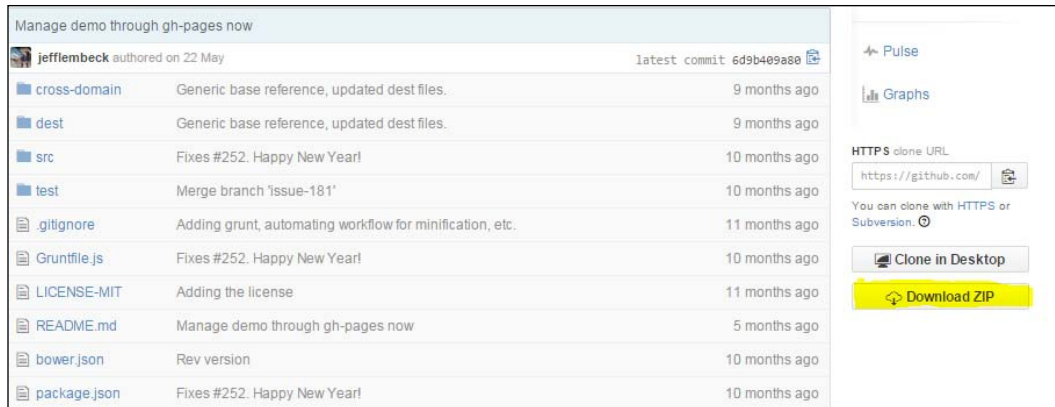 Manage demo through gh-pages now
jefflembeck authored on 22 May latest commit 6d9b409a80
cross-domain Generic base reference, updated dest files. 9 months ago
dest Generic base reference, updated dest files. 9 months ago
src Fixes #252. Happy New Year! 10 months ago
test Merge branch 'issue-181' 10 months ago
.gitignore Adding grunt, automating workflow for minification, etc. 11 months ago
Gruntfile.js Fixes #252. Happy New Year! 10 months ago
LICENSE-MIT Adding the license 11 months ago
README.md Manage demo through gh-pages now 5 months ago
bower.json Rev version 10 months ago
package.json Fixes #252. Happy New Year! 10 months ago
Pulse
Graphs
HTTPS clone URL
https://github.com/
You can clone with HTTPS or
Subversion.
Clone in Desktop
Download ZIP